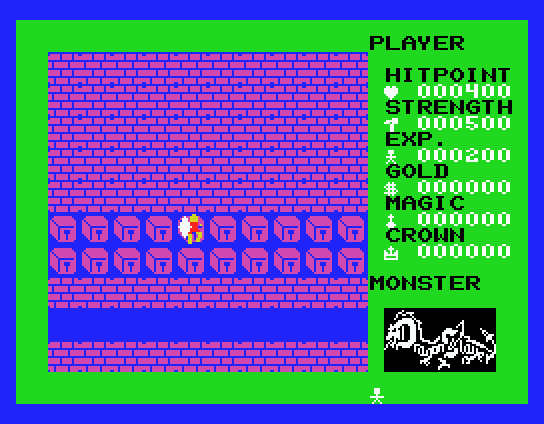 PLAYER
HITPOINT
000400
STRENGTH
000500
EXP.
000200
GOLD
000000
MAGIC
000000
CROWN
000000
MONSTER